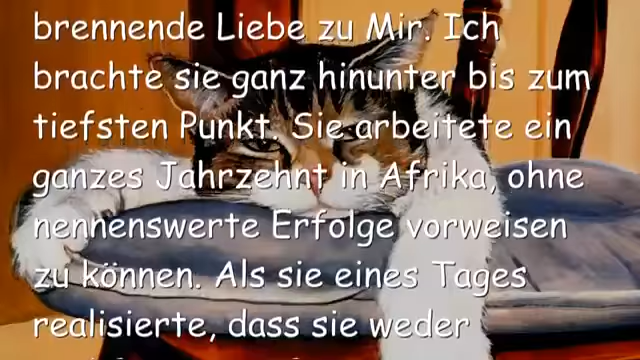 brennende Liebe zu Mir. Ich
brachte sie ganz hinunter bis zum
tiefsten Punkt. Sie arbeitete ein
ganzes Jahrzehnt in Afrika, ohne
nennenswerte Erfolge vorweisen
zu können. Als sie eines Tages
realisierte, dass sie weder